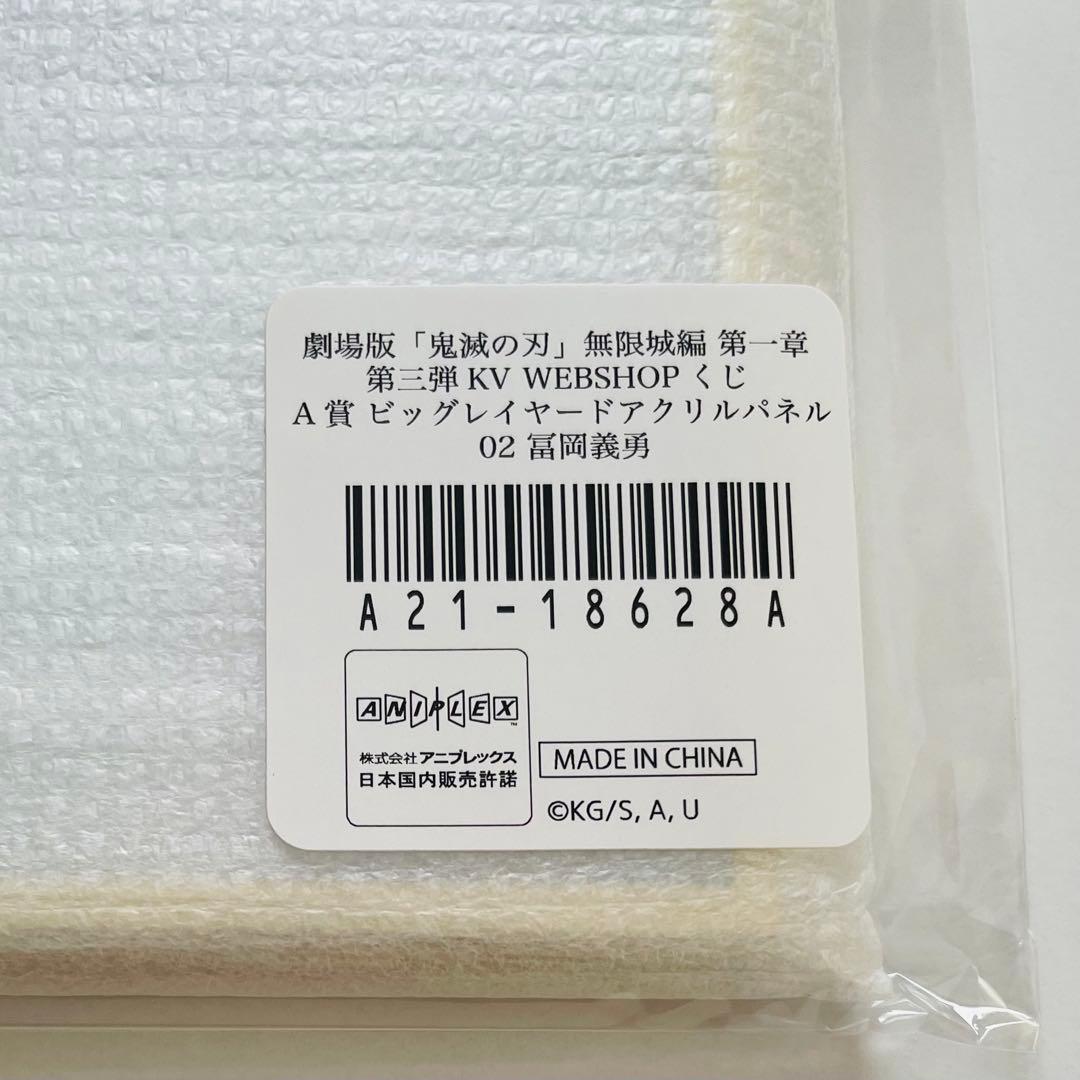 劇場版「鬼滅の刃」無限城編 第一章
第三弾 KV WEBSHOP くじ
A 賞 ビッグレイヤードアクリルパネル
02 冨岡義勇
A21-18628A
ANIPLEX™
株式会社アニプレックス
日本国内販売許諾
MADE IN CHINA
©KG/S, A, U